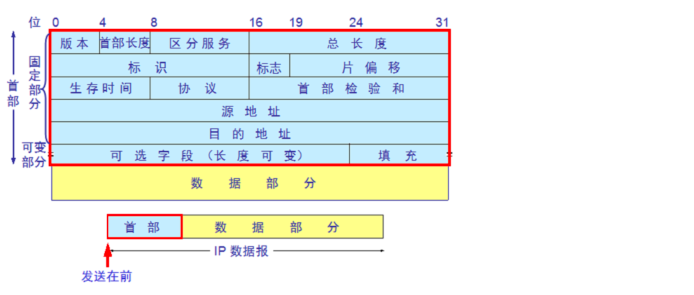 位 0 4 8 16 19 24 31
版本 首部长度 区分服务 总长度
标识 标志 片偏移
生存时间 协议 首部检验和
源地址
目的地址
可选字段（长度可变） 填充
数据部分
首部
固定部分
可变部分
首部 数据部分
IP 数据报
发送在前